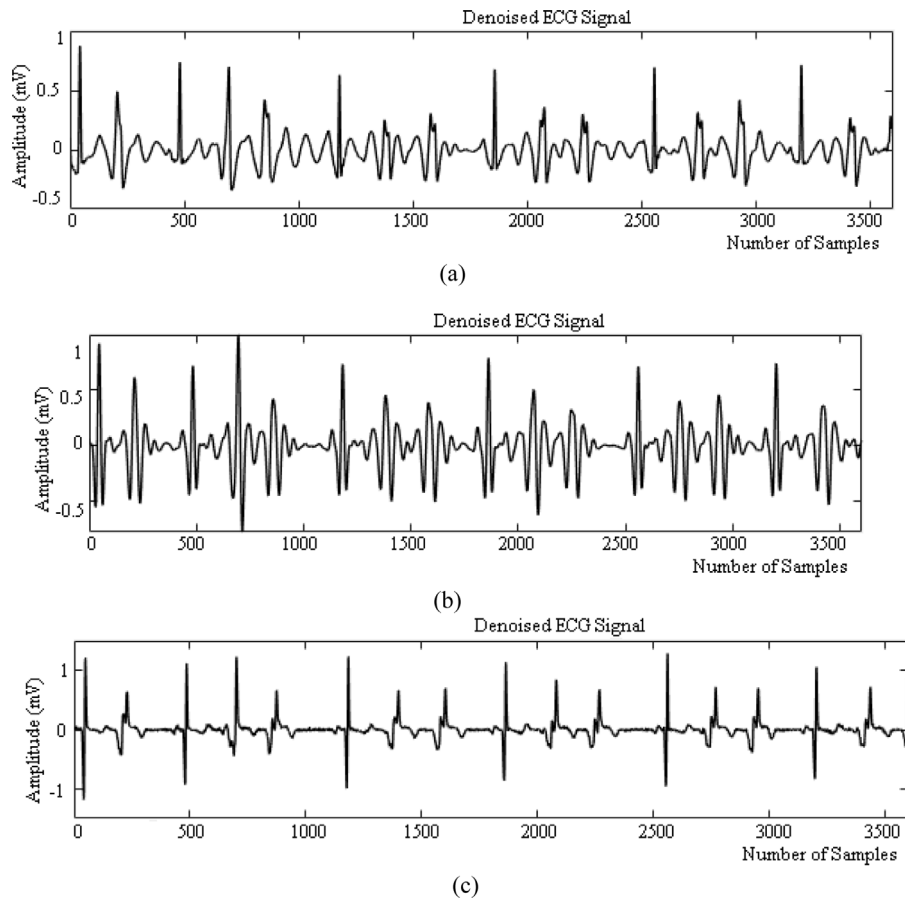 Denoised ECG Signal
1
0.5
0
-0.5
Amplitude (mV)
0 500 1000 1500 2000 2500 3000 3500
Number of Samples
(a)
Denoised ECG Signal
1
0.5
0
-0.5
Amplitude (mV)
0 500 1000 1500 2000 2500 3000 3500
Number of Samples
(b)
Denoised ECG Signal
1
0
-1
Amplitude (mV)
0 500 1000 1500 2000 2500 3000 3500
Number of Samples
(c)